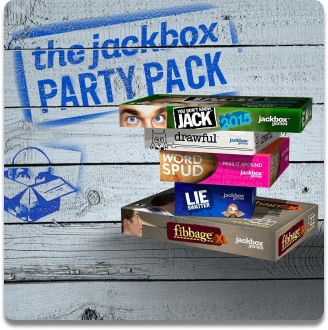 the jackbox
PARTY PACK
YOU DON'T KNOW
JACK
2015
jackbox
games
drawful
jackbox
games
WORD
SPUD
PASS IT AROUND
jackbox
games
LIE
SWATTER
jackbox
games
fibbage XL
jackbox
games